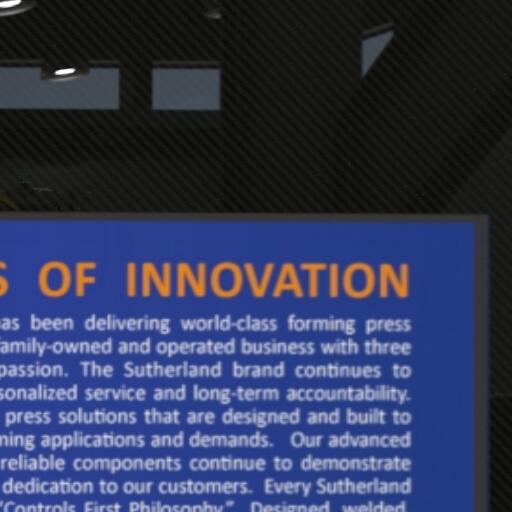 S OF INNOVATION
as been delivering world-class forming press
family-owned and operated business with three
passion. The Sutherland brand continues to
sonalized service and long-term accountability.
press solutions that are designed and built to
ming applications and demands. Our advanced
reliable components continue to demonstrate
dedication to our customers. Every Sutherland
"Controls First Philosophy". Designed, welded,